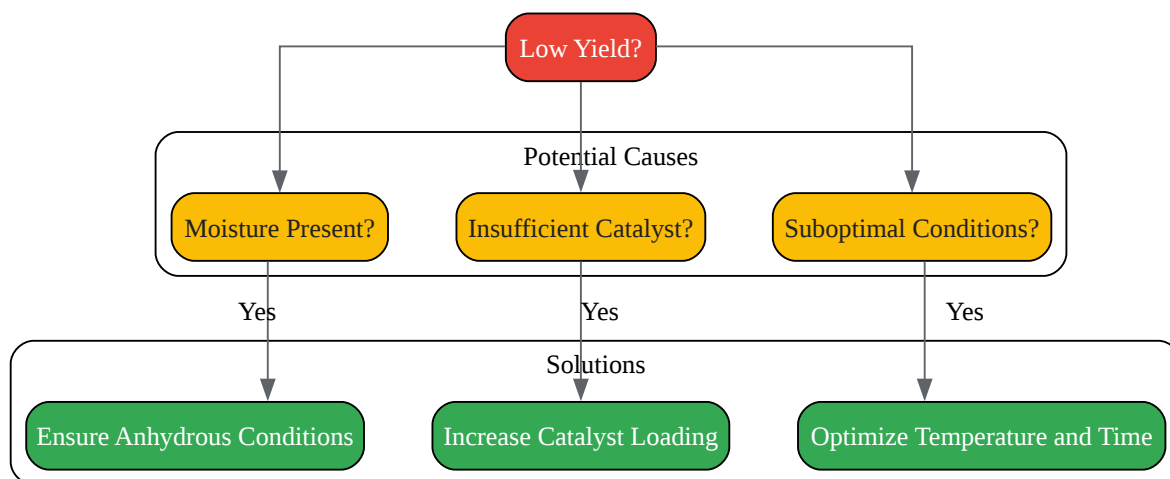 Low Yield?
Potential Causes
Moisture Present?
Insufficient Catalyst?
Suboptimal Conditions?
Yes
Yes
Yes
Solutions
Ensure Anhydrous Conditions
Increase Catalyst Loading
Optimize Temperature and Time